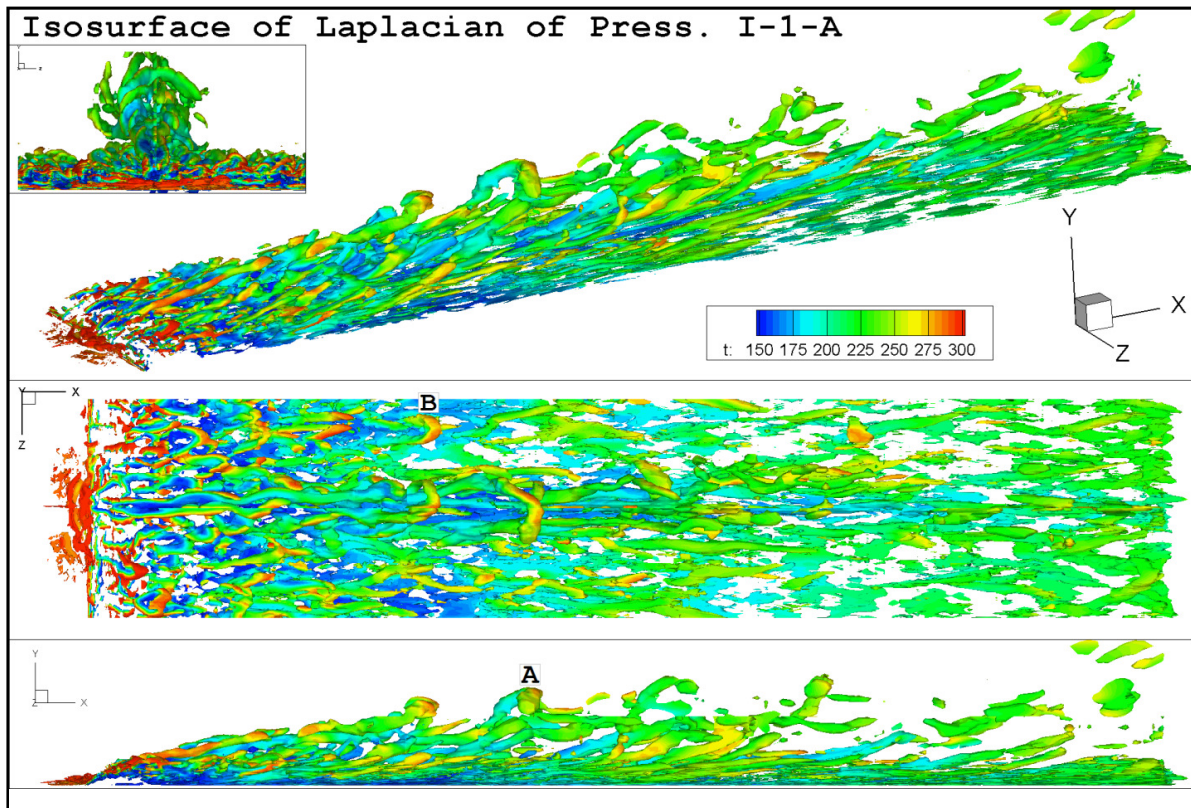 Isosurface of Laplacian of Press. I-1-A
Y
Z
Y
X
Z
t: 150 175 200 225 250 275 300
Y
X
Z
B
A
Y
Z
X